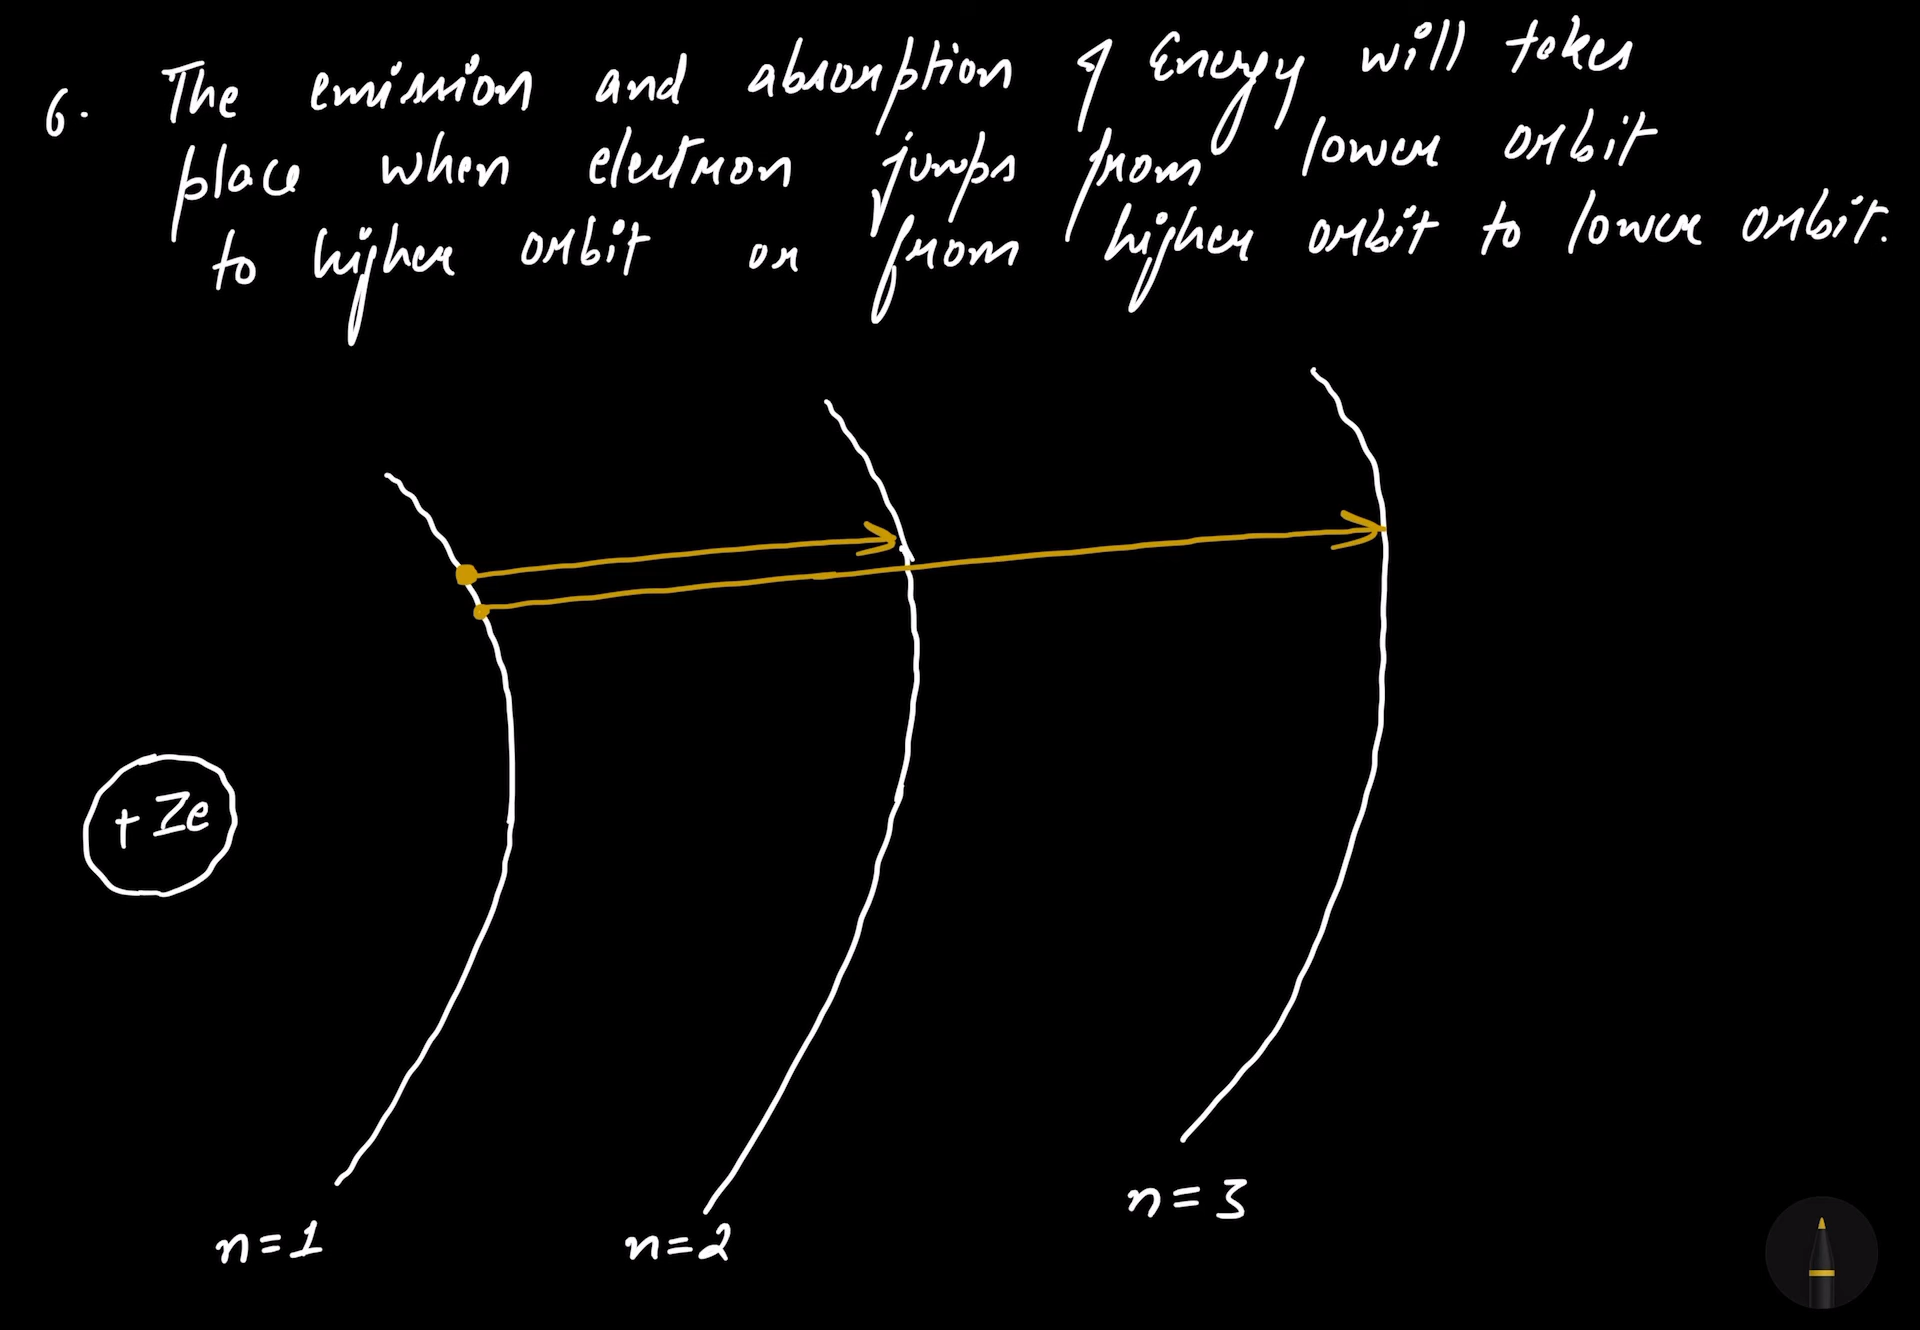 6. The emission and absorption of Energy will takes
place when electron jumps from lower orbit
to higher orbit or from higher orbit to lower orbit.
+ Ze
n=1
n=2
n=3